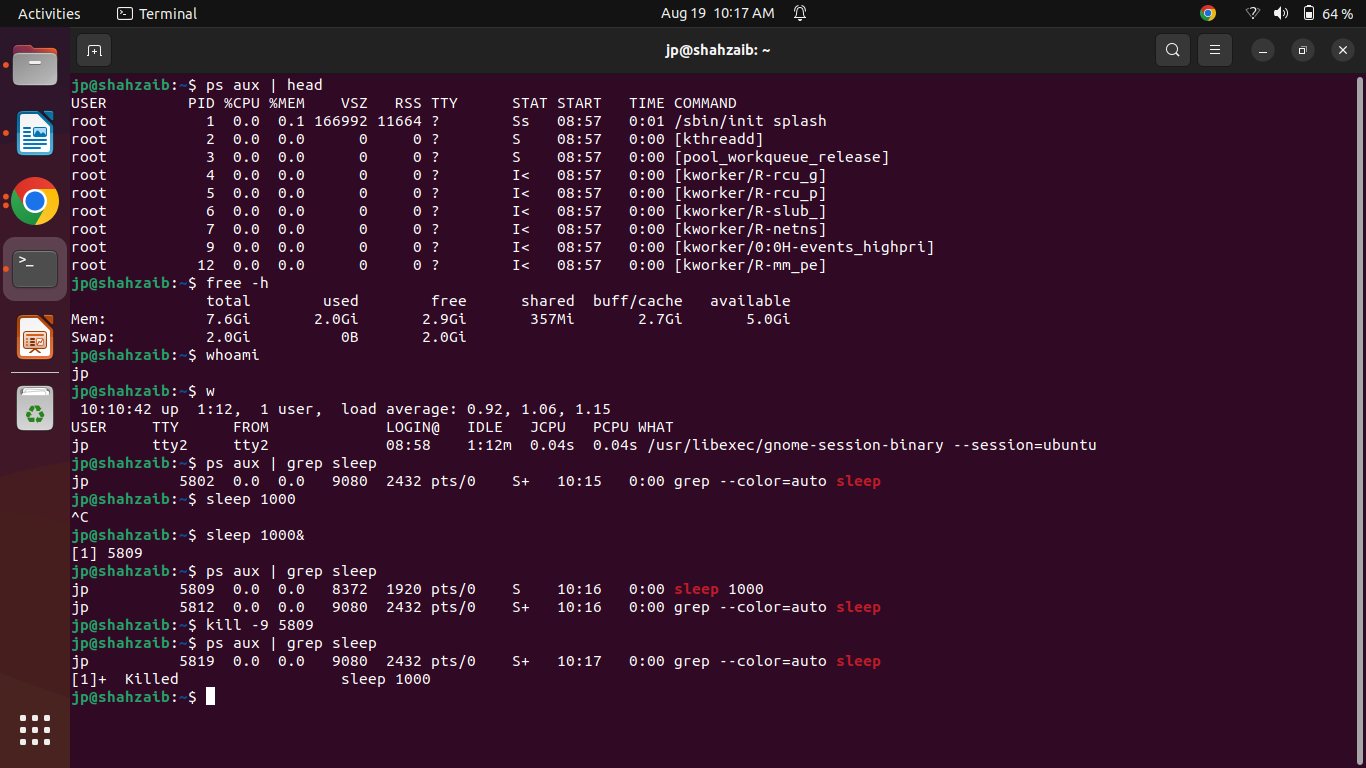 Activities Terminal Aug 19 10:17 AM 64 %
jp@shahzaib: ~
jp@shahzaib:~$ ps aux | head
USER         PID %CPU %MEM    VSZ   RSS TTY      STAT START   TIME COMMAND
root           1  0.0  0.1 166992 11664 ?        Ss   08:57   0:01 /sbin/init splash
root           2  0.0  0.0      0     0 ?        S    08:57   0:00 [kthreadd]
root           3  0.0  0.0      0     0 ?        S    08:57   0:00 [pool_workqueue_release]
root           4  0.0  0.0      0     0 ?        I<   08:57   0:00 [kworker/R-rcu_g]
root           5  0.0  0.0      0     0 ?        I<   08:57   0:00 [kworker/R-rcu_p]
root           6  0.0  0.0      0     0 ?        I<   08:57   0:00 [kworker/R-slub_]
root           7  0.0  0.0      0     0 ?        I<   08:57   0:00 [kworker/R-netns]
root           9  0.0  0.0      0     0 ?        I<   08:57   0:00 [kworker/0:0H-events_highpri]
root          12  0.0  0.0      0     0 ?        I<   08:57   0:00 [kworker/R-mm_pe]
jp@shahzaib:~$ free -h
               total        used        free      shared  buff/cache   available
Mem:           7.6Gi       2.0Gi       2.9Gi       357Mi       2.7Gi       5.0Gi
Swap:          2.0Gi          0B       2.0Gi
jp@shahzaib:~$ whoami
jp
jp@shahzaib:~$ w
 10:10:42 up  1:12,  1 user,  load average: 0.92, 1.06, 1.15
USER     TTY      FROM             LOGIN@   IDLE   JCPU   PCPU WHAT
jp       tty2     tty2             08:58    1:12m  0.04s  0.04s /usr/libexec/gnome-session-binary --session=ubuntu
jp@shahzaib:~$ ps aux | grep sleep
jp          5802  0.0  0.0   9080  2432 pts/0    S+   10:15   0:00 grep --color=auto sleep
jp@shahzaib:~$ sleep 1000
^C
jp@shahzaib:~$ sleep 1000&
[1] 5809
jp@shahzaib:~$ ps aux | grep sleep
jp          5809  0.0  0.0   8372  1920 pts/0    S    10:16   0:00 sleep 1000
jp          5812  0.0  0.0   9080  2432 pts/0    S+   10:16   0:00 grep --color=auto sleep
jp@shahzaib:~$ kill -9 5809
jp@shahzaib:~$ ps aux | grep sleep
jp          5819  0.0  0.0   9080  2432 pts/0    S+   10:17   0:00 grep --color=auto sleep
[1]+  Killed                  sleep 1000
jp@shahzaib:~$